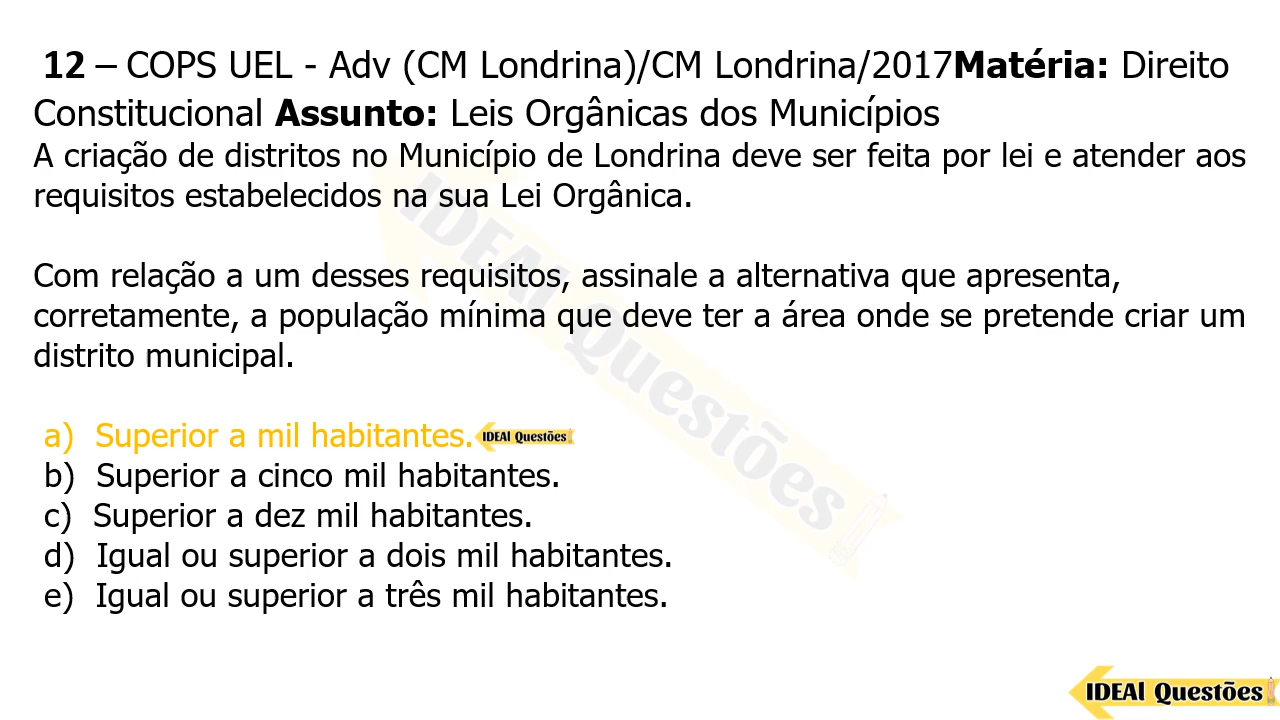 12 – COPS UEL - Adv (CM Londrina)/CM Londrina/2017Matéria: Direito
Constitucional Assunto: Leis Orgânicas dos Municípios
A criação de distritos no Município de Londrina deve ser feita por lei e atender aos
requisitos estabelecidos na sua Lei Orgânica.
Com relação a um desses requisitos, assinale a alternativa que apresenta,
corretamente, a população mínima que deve ter a área onde se pretende criar um
distrito municipal.
a) Superior a mil habitantes. IDEAl Questões
b) Superior a cinco mil habitantes.
c) Superior a dez mil habitantes.
d) Igual ou superior a dois mil habitantes.
e) Igual ou superior a três mil habitantes.
IDEAl Questões
IDEAl Questões